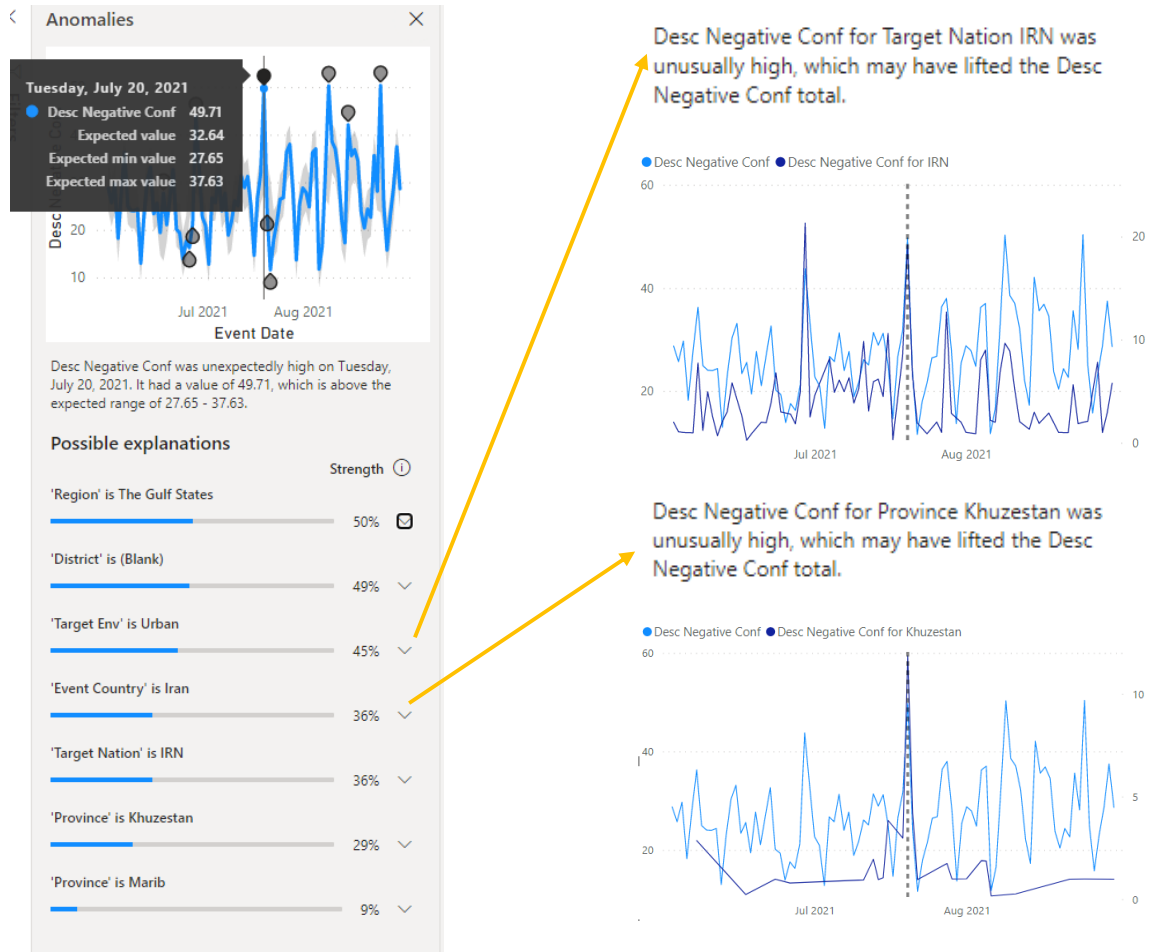 Anomalies
Tuesday, July 20, 2021
Desc Negative Conf 49.71
Expected value 32.64
Expected min value 27.65
Expected max value 37.63
Desc Ne
20
10
Jul 2021 Aug 2021
Event Date
Desc Negative Conf was unexpectedly high on Tuesday,
July 20, 2021. It had a value of 49.71, which is above the
expected range of 27.65 - 37.63.
Possible explanations
Strength
'Region' is The Gulf States
50%
'District' is (Blank)
49%
'Target Env' is Urban
45%
'Event Country' is Iran
36%
'Target Nation' is IRN
36%
'Province' is Khuzestan
29%
'Province' is Marib
9%
Desc Negative Conf for Target Nation IRN was
unusually high, which may have lifted the Desc
Negative Conf total.
Desc Negative Conf Desc Negative Conf for IRN
60
40
20
20
10
0
Jul 2021 Aug 2021
Desc Negative Conf for Province Khuzestan was
unusually high, which may have lifted the Desc
Negative Conf total.
Desc Negative Conf Desc Negative Conf for Khuzestan
60
40
20
10
5
0
Jul 2021 Aug 2021